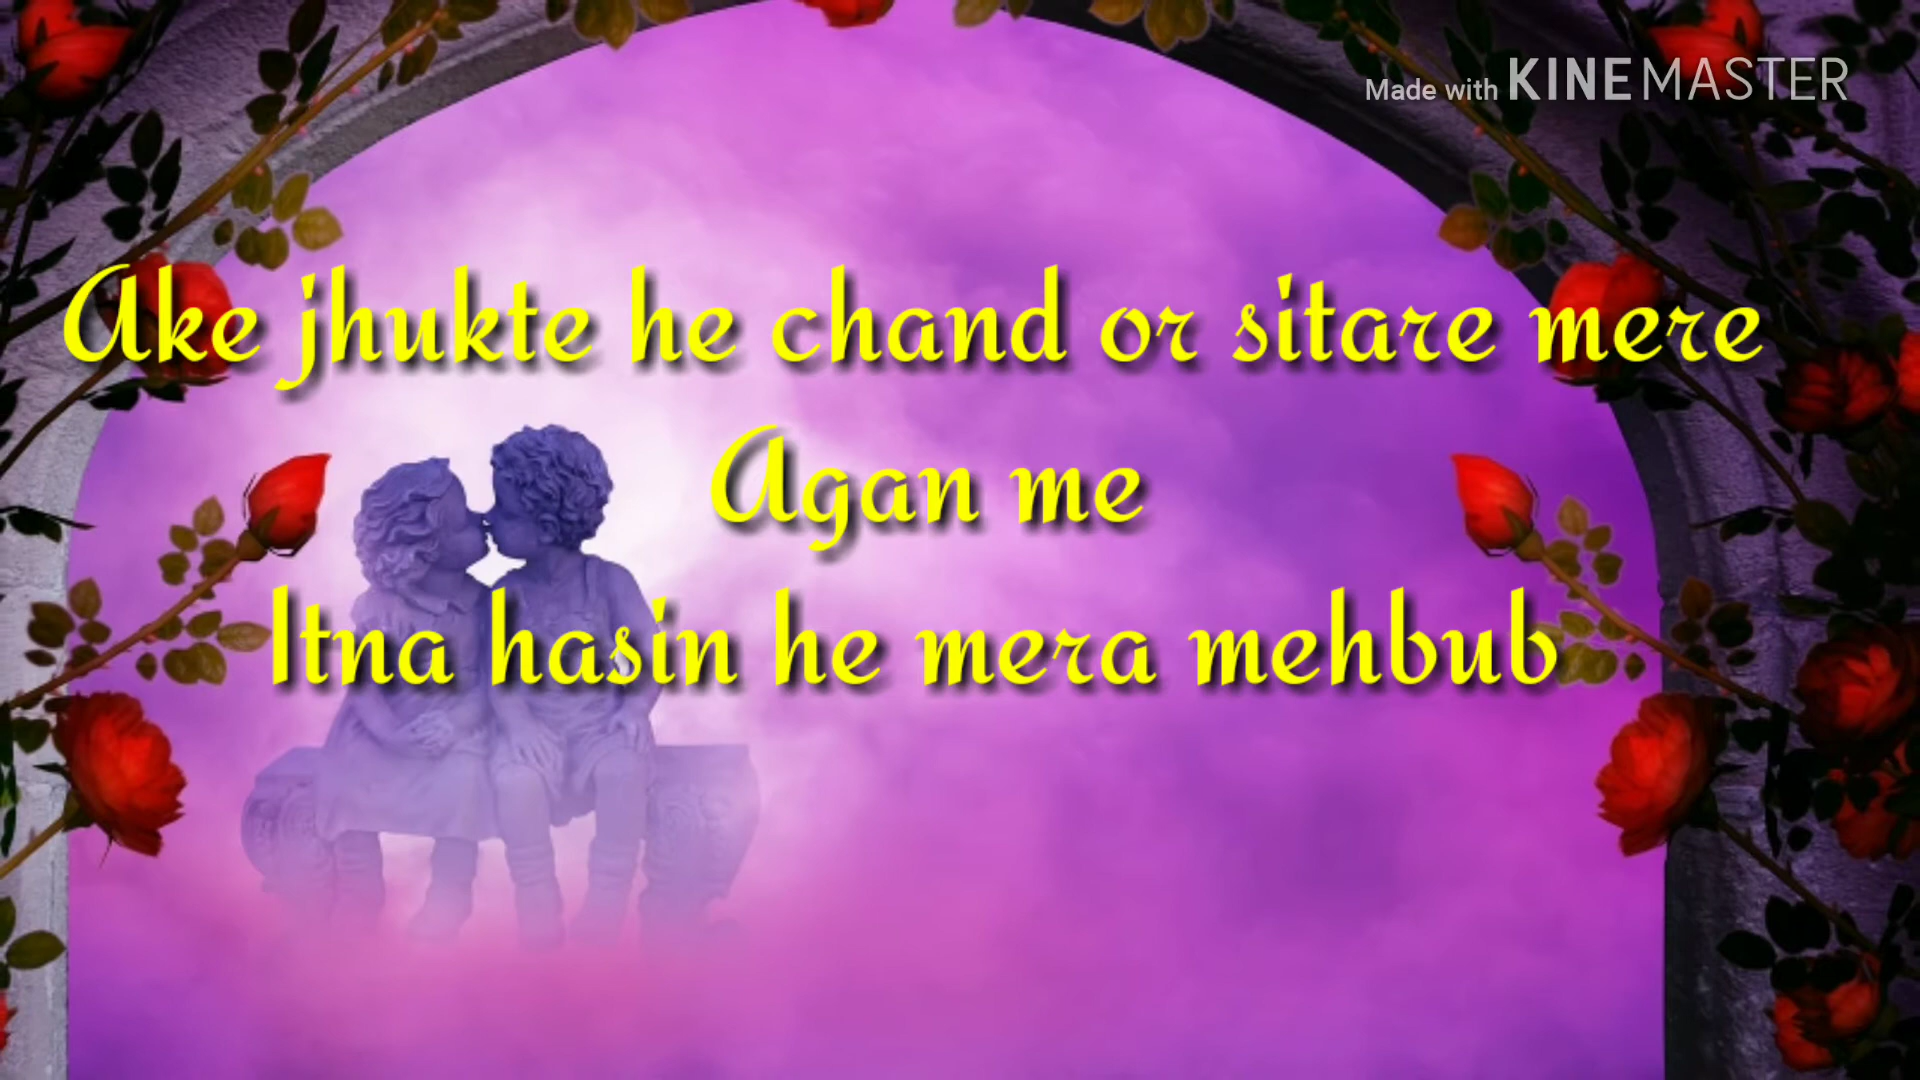 Made with KINEMASTER
Ake jhukte he chand or sitare mere
Agan me
Itna hasin he mera mehbub